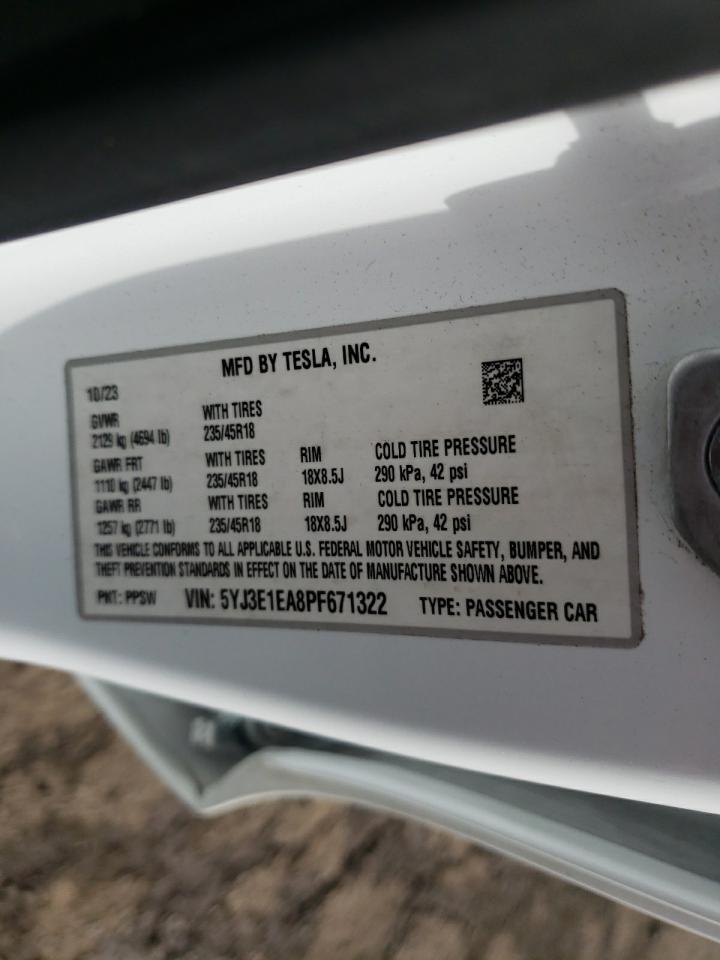 MFD BY TESLA, INC.
10/23
GVWR WITH TIRES
2129 kg (4694 lb) 235/45R18
GAWR FRT WITH TIRES RIM COLD TIRE PRESSURE
1110 kg (2447 lb) 235/45R18 18X8.5J 290 kPa, 42 psi
GAWR RR WITH TIRES RIM COLD TIRE PRESSURE
1257 kg (2771 lb) 235/45R18 18X8.5J 290 kPa, 42 psi
THIS VEHICLE CONFORMS TO ALL APPLICABLE U.S. FEDERAL MOTOR VEHICLE SAFETY, BUMPER, AND
THEFT PREVENTION STANDARDS IN EFFECT ON THE DATE OF MANUFACTURE SHOWN ABOVE.
PNT: PPSW VIN: 5YJ3E1EA8PF671322 TYPE: PASSENGER CAR